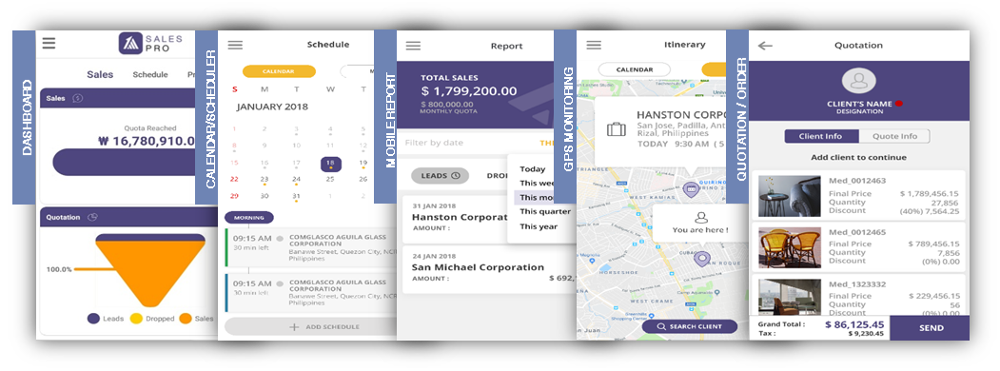 DASHBOARD
SALES
PRO
Sales
Schedule
Sales
Quota Reached
₩ 16,780,910.0
Quotation
100.0%
Leads
Dropped
Sales
CALENDAR/SCHEDULER
Schedule
CALENDAR
M
S M T W T
JANUARY 2018
1 2 3 4 5
8 9 10 11 12
15 16 17 18 19
22 23 24 25 26
29 30 31 1 2
MORNING
09:15 AM
30 min left
COMGLASCO AGUILA GLASS
CORPORATION
Banawe Street, Quezon City, NCR
Philippines
09:15 AM
30 min left
COMGLASCO AGUILA GLASS
CORPORATION
Banawe Street, Quezon City, NCR
Philippines
+ ADD SCHEDULE
MOBILE REPORT
Report
TOTAL SALES
$ 1,799,200.00
$ 800,000.00
MONTHLY QUOTA
Filter by date
Today
This week
This quarter
This year
LEADS
31 JAN 2018
Hanston Corporat
AMOUNT :
24 JAN 2018
San Michael Corporation
AMOUNT :
$ 692,
GPS MONITORING
Itinerary
CALENDAR
HANSTON CORPO
San Jose, Padilla, Ant
Rizal, Philippines
TODAY 9:30 AM ( 5
TRIANGLE
WEST KAMIAS
QUIRINO
You are here !
HORSESHOE
WEST CRAME
SEARCH CLIENT
QUOTATION / ORDER
Quotation
CLIENT'S NAME
DESIGNATION
Client Info
Quote Info
Add client to continue
Med_0012463
Final Price $ 1,789,456.15
Quantity 27,856
Discount (40%) 7,564.25
Med_0012465
Final Price $ 789,456.15
Quantity 7,856
Discount (0%) 0.00
Med_1323332
Final Price $ 229,456.15
Quantity 56
Discount (0%) 0.00
Grand Total : $ 86,125.45
Tax : $ 9,230.45
SEND